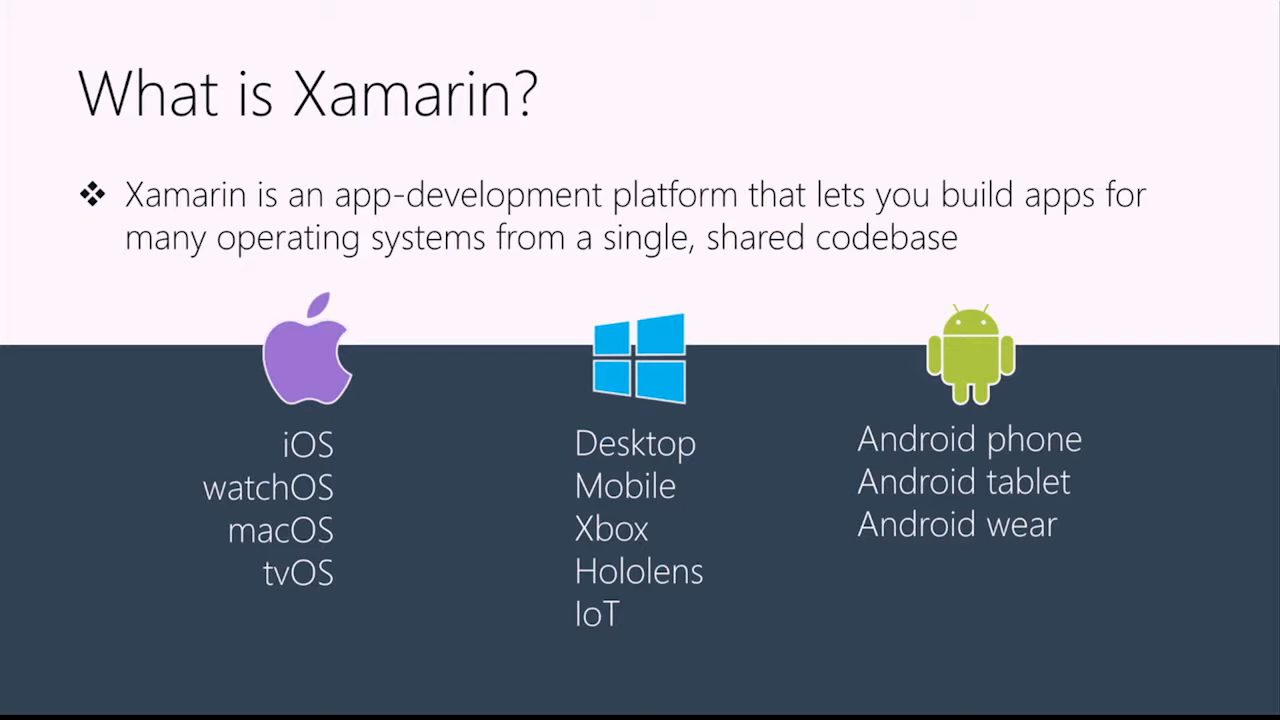 What is Xamarin?
❖ Xamarin is an app-development platform that lets you build apps for
many operating systems from a single, shared codebase
iOS
watchOS
macOS
tvOS
Desktop
Mobile
Xbox
Hololens
IoT
Android phone
Android tablet
Android wear